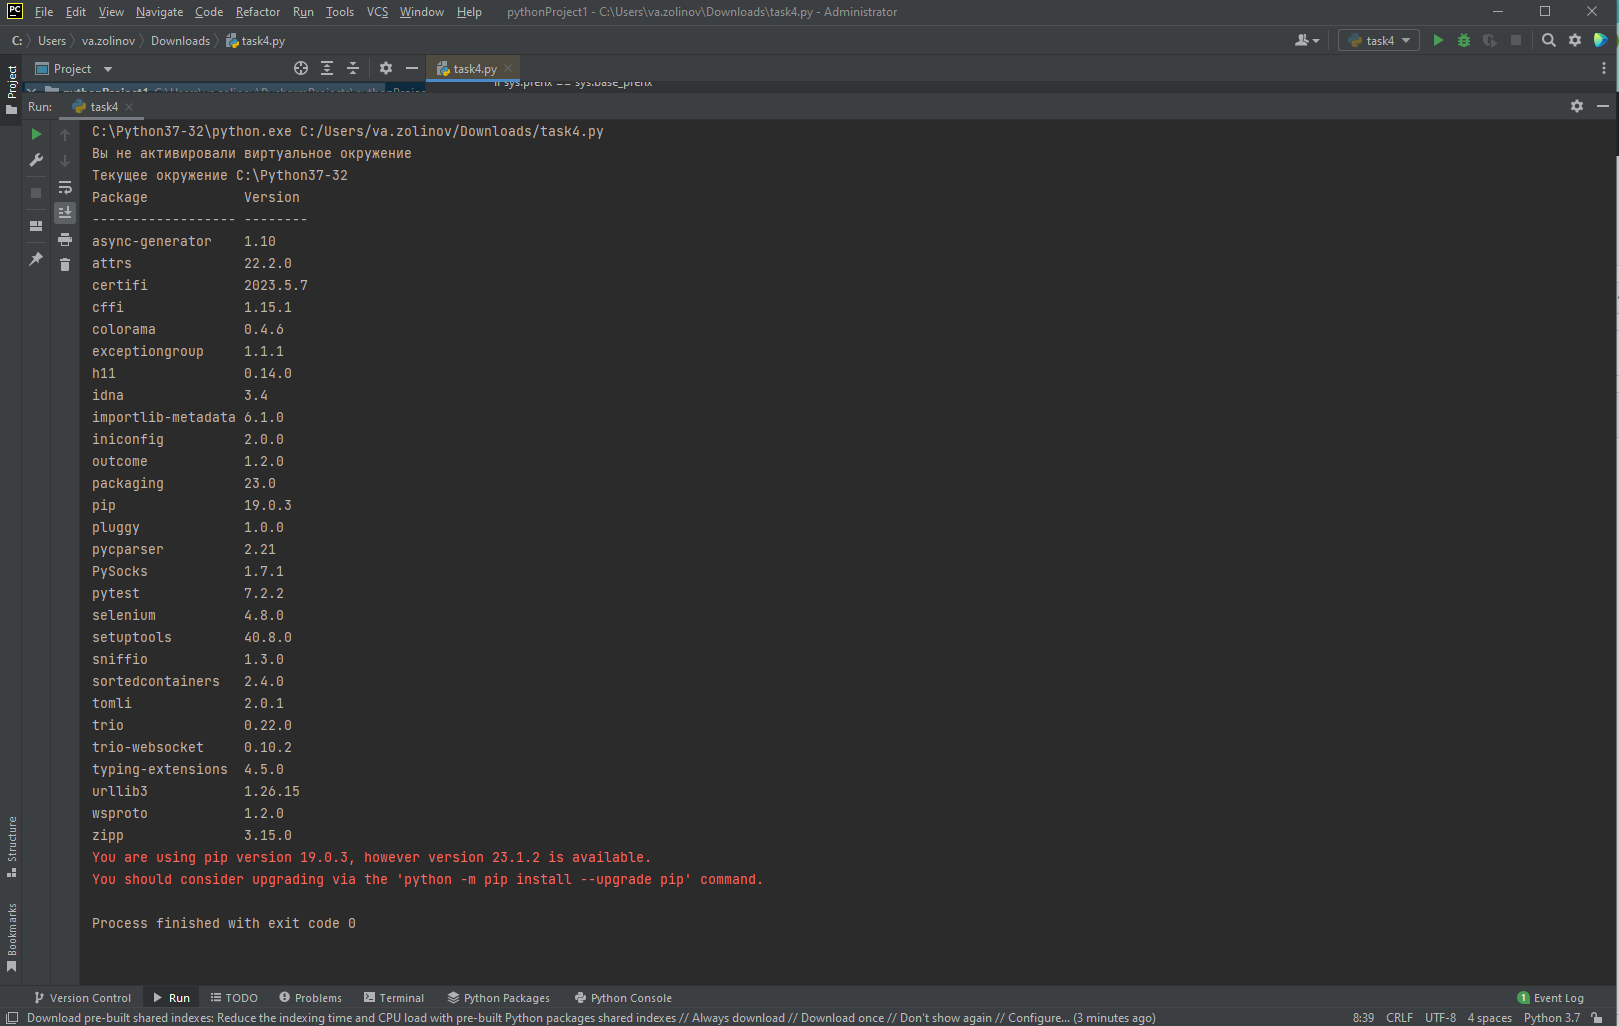 PC File Edit View Navigate Code Refactor Run Tools VCS Window Help pythonProject1 - C:\Users\va.zolinov\Downloads\task4.py - Administrator
C: Users va.zolinov Downloads task4.py task4
Project Project task4.py
if sys.prefix == sys.base_prefix
Run: task4
C:\Python37-32\python.exe C:/Users/va.zolinov/Downloads/task4.py
Вы не активировали виртуальное окружение
Текущее окружение C:\Python37-32
Package Version
------------------ --------
async-generator 1.10
attrs 22.2.0
certifi 2023.5.7
cffi 1.15.1
colorama 0.4.6
exceptiongroup 1.1.1
h11 0.14.0
idna 3.4
importlib-metadata 6.1.0
iniconfig 2.0.0
outcome 1.2.0
packaging 23.0
pip 19.0.3
pluggy 1.0.0
pycparser 2.21
PySocks 1.7.1
pytest 7.2.2
selenium 4.8.0
setuptools 40.8.0
sniffio 1.3.0
sortedcontainers 2.4.0
tomli 2.0.1
trio 0.22.0
trio-websocket 0.10.2
typing-extensions 4.5.0
urllib3 1.26.15
wsproto 1.2.0
zipp 3.15.0
You are using pip version 19.0.3, however version 23.1.2 is available.
You should consider upgrading via the 'python -m pip install --upgrade pip' command.
Process finished with exit code 0
Structure
Bookmarks
Version Control Run TODO Problems Terminal Python Packages Python Console 1 Event Log
Download pre-built shared indexes: Reduce the indexing time and CPU load with pre-built Python packages shared indexes // Always download // Download once // Don't show again // Configure... (3 minutes ago) 8:39 CRLF UTF-8 4 spaces Python 3.7